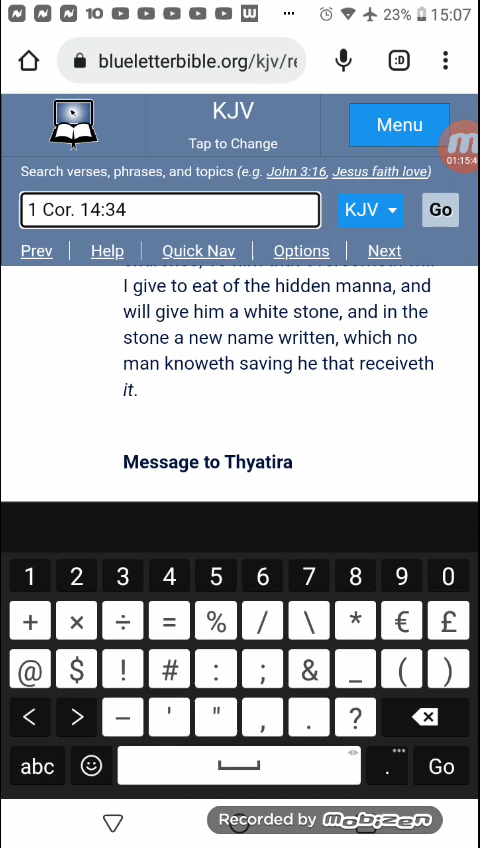 10 23% 15:07
blueletterbible.org/kjv/re :D
KJV
Tap to Change
Menu
01:15:4
Search verses, phrases, and topics (e.g. John 3:16, Jesus faith love)
1 Cor. 14:34 KJV Go
Prev Help Quick Nav Options Next
I give to eat of the hidden manna, and
will give him a white stone, and in the
stone a new name written, which no
man knoweth saving he that receiveth
it.
Message to Thyatira
1 2 3 4 5 6 7 8 9 0
+ × ÷ = % / \ * € £
@ $ ! # : ; & _ ( )
< > – ' " , . ?
abc . Go
Recorded by Mobizen